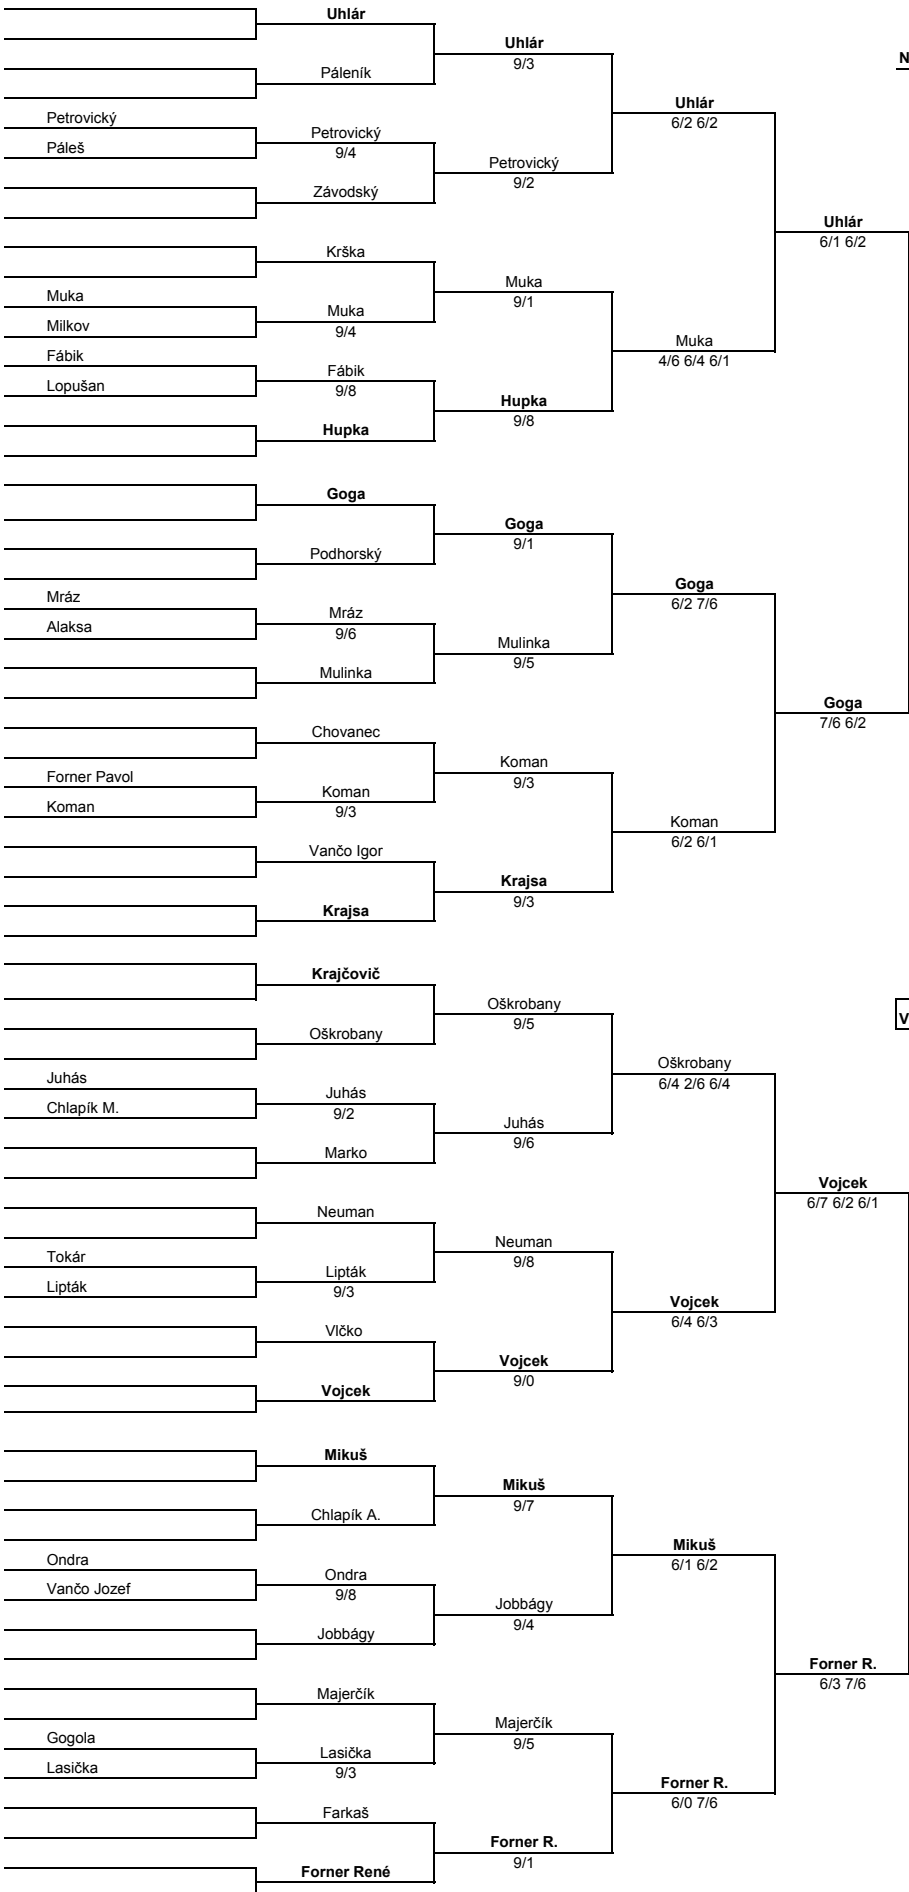 Uhlár
Uhlár
9/3
N
Páleník
Uhlár
6/2 6/2
Petrovický
Petrovický
9/4
Páleš
Petrovický
9/2
Závodský
Uhlár
6/1 6/2
Krška
Muka
9/1
Muka
Muka
9/4
Milkov
Muka
4/6 6/4 6/1
Fábik
Fábik
9/8
Lopušan
Hupka
9/8
Hupka
Goga
Goga
9/1
Podhorský
Goga
6/2 7/6
Mráz
Mráz
9/6
Alaksa
Mulinka
9/5
Mulinka
Goga
7/6 6/2
Chovanec
Koman
9/3
Forner Pavol
Koman
9/3
Koman
Koman
6/2 6/1
Vančo Igor
Krajsa
9/3
Krajsa
Krajčovič
Oškrobany
9/5
V
Oškrobany
Oškrobany
6/4 2/6 6/4
Juhás
Juhás
9/2
Chlapík M.
Juhás
9/6
Marko
Vojcek
6/7 6/2 6/1
Neuman
Neuman
9/8
Tokár
Lipták
9/3
Lipták
Vojcek
6/4 6/3
Vlčko
Vojcek
9/0
Vojcek
Mikuš
Mikuš
9/7
Chlapík A.
Mikuš
6/1 6/2
Ondra
Ondra
9/8
Vančo Jozef
Jobbágy
9/4
Jobbágy
Forner R.
6/3 7/6
Majerčík
Majerčík
9/5
Gogola
Lasička
9/3
Lasička
Forner R.
6/0 7/6
Farkaš
Forner R.
9/1
Forner René